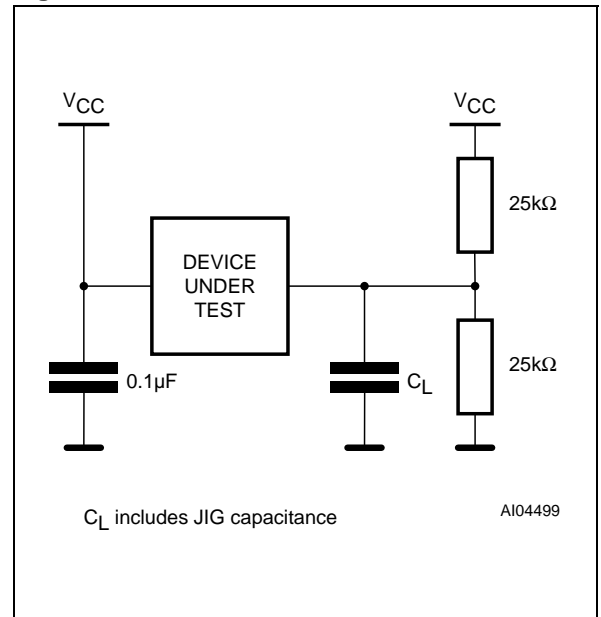 VCC
VCC
25kΩ
DEVICE
UNDER
TEST
0.1µF
CL
25kΩ
CL includes JIG capacitance
AI04499